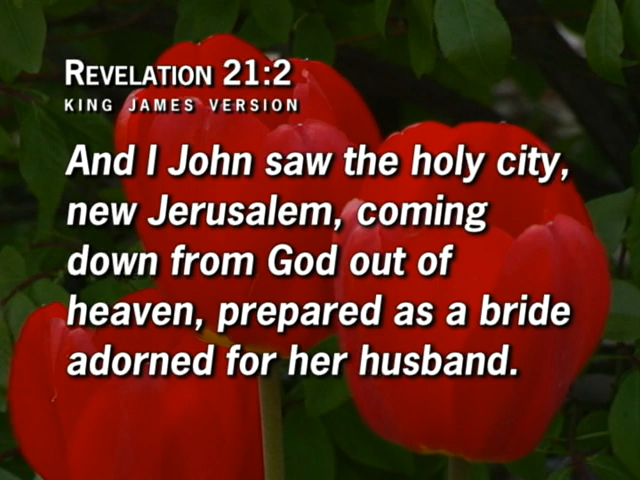 REVELATION 21:2
KING JAMES VERSION
And I John saw the holy city,
new Jerusalem, coming
down from God out of
heaven, prepared as a bride
adorned for her husband.